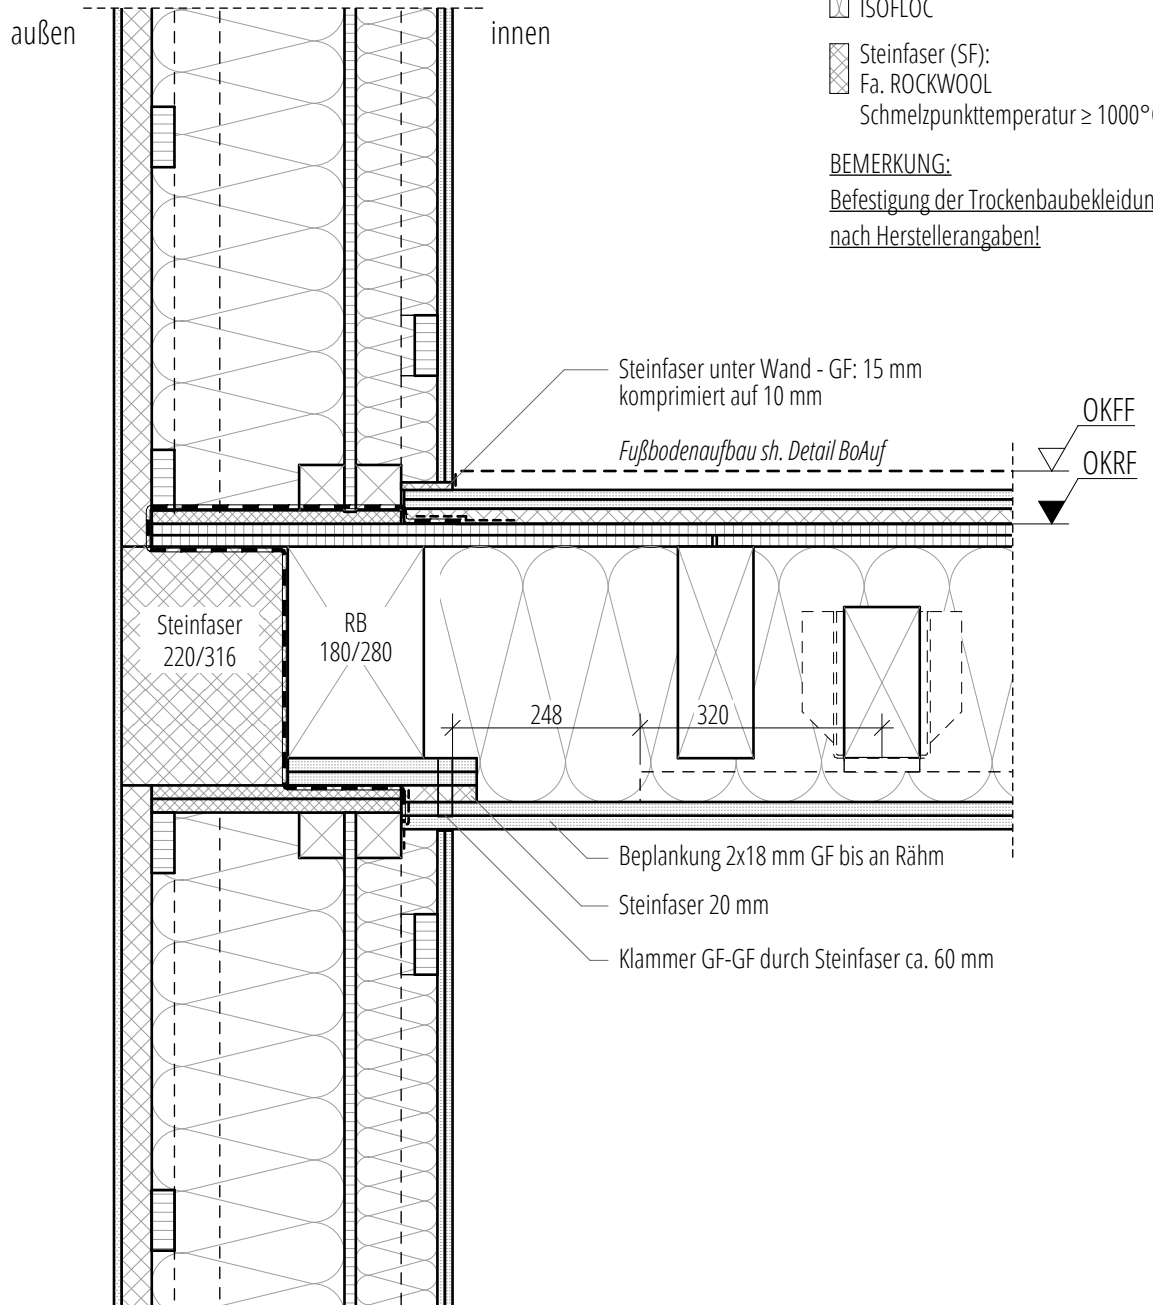 außen
innen
ISOFLOC
Steinfaser (SF):
Fa. ROCKWOOL
Schmelzpunkttemperatur ≥ 1000°
BEMERKUNG:
Befestigung der Trockenbaubekleidun
nach Herstellerangaben!
Steinfaser unter Wand - GF: 15 mm
komprimiert auf 10 mm
OKFF
Fußbodenaufbau sh. Detail BoAuf
OKRF
Steinfaser
220/316
RB
180/280
248
320
Beplankung 2x18 mm GF bis an Rähm
Steinfaser 20 mm
Klammer GF-GF durch Steinfaser ca. 60 mm